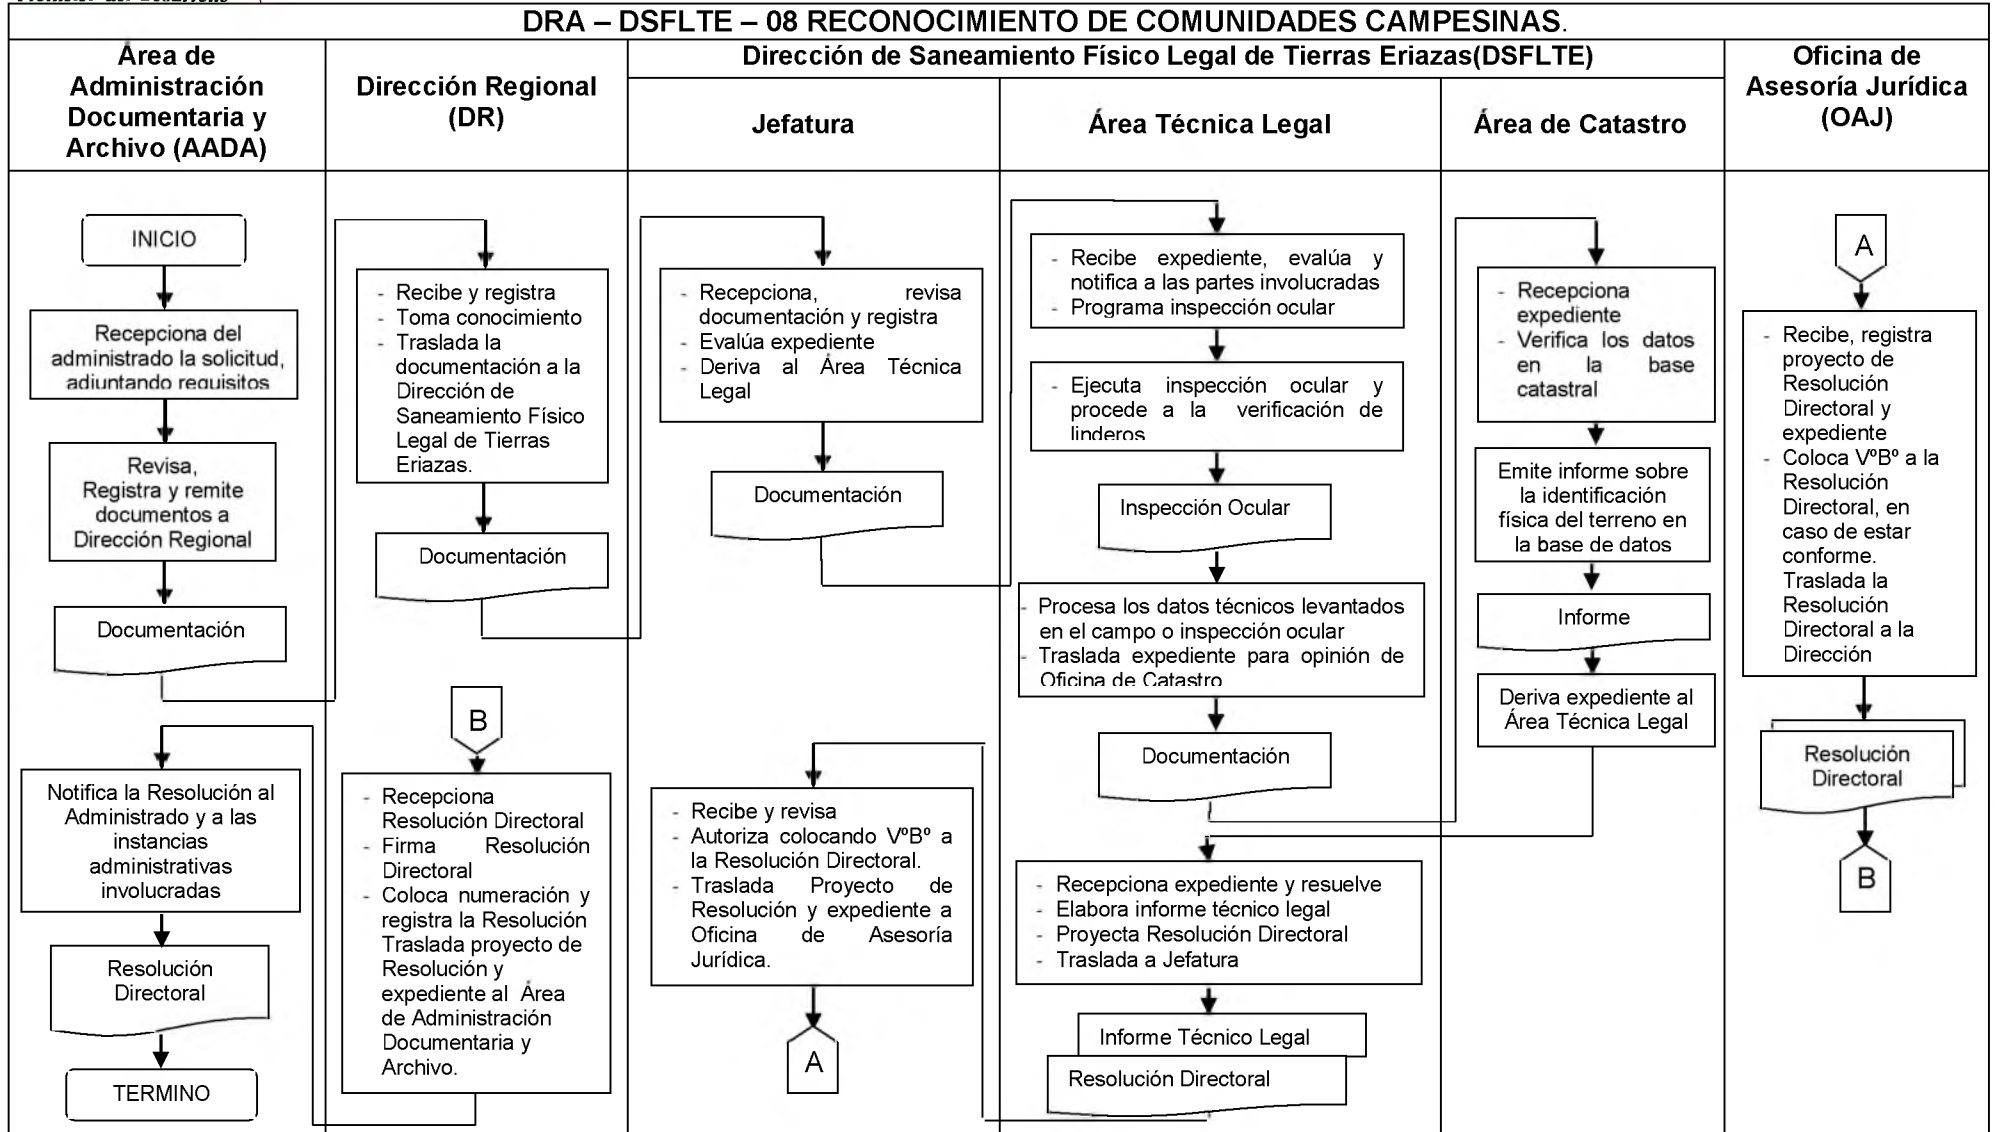 DRA – DSFLTE – 08 RECONOCIMIENTO DE COMUNIDADES CAMPESINAS.
Área de
Administración
Documentaria y
Archivo (AADA)
Dirección Regional
(DR)
Dirección de Saneamiento Físico Legal de Tierras Eriazas(DSFLTE)
Jefatura
Área Técnica Legal
Área de Catastro
Oficina de
Asesoría Jurídica
(OAJ)
INICIO
Recepciona del
administrado la solicitud,
adjuntando requisitos
Revisa,
Registra y remite
documentos a
Dirección Regional
Documentación
Notifica la Resolución al
Administrado y a las
instancias
administrativas
involucradas
Resolución
Directoral
TERMINO
- Recibe y registra
- Toma conocimiento
- Traslada la
documentación a la
Dirección de
Saneamiento Físico
Legal de Tierras
Eriazas.
Documentación
B
- Recepciona
Resolución Directoral
- Firma Resolución
Directoral
- Coloca numeración y
registra la Resolución
Traslada proyecto de
Resolución y
expediente al Área
de Administración
Documentaria y
Archivo.
- Recepciona, revisa
documentación y registra
- Evalúa expediente
- Deriva al Área Técnica
Legal
Documentación
- Recibe y revisa
- Autoriza colocando VºBº a
la Resolución Directoral.
- Traslada Proyecto de
Resolución y expediente a
Oficina de Asesoría
Jurídica.
A
- Recibe expediente, evalúa y
notifica a las partes involucradas
- Programa inspección ocular
- Ejecuta inspección ocular y
procede a la verificación de
linderos
Inspección Ocular
- Procesa los datos técnicos levantados
en el campo o inspección ocular
- Traslada expediente para opinión de
Oficina de Catastro
Documentación
- Recepciona expediente y resuelve
- Elabora informe técnico legal
- Proyecta Resolución Directoral
- Traslada a Jefatura
Informe Técnico Legal
Resolución Directoral
- Recepciona
expediente
- Verifica los datos
en la base
catastral
Emite informe sobre
la identificación
física del terreno en
la base de datos
Informe
Deriva expediente al
Área Técnica Legal
A
- Recibe, registra
proyecto de
Resolución
Directoral y
expediente
- Coloca VºBº a la
Resolución
Directoral, en
caso de estar
conforme.
Traslada la
Resolución
Directoral a la
Dirección
Resolución
Directoral
B